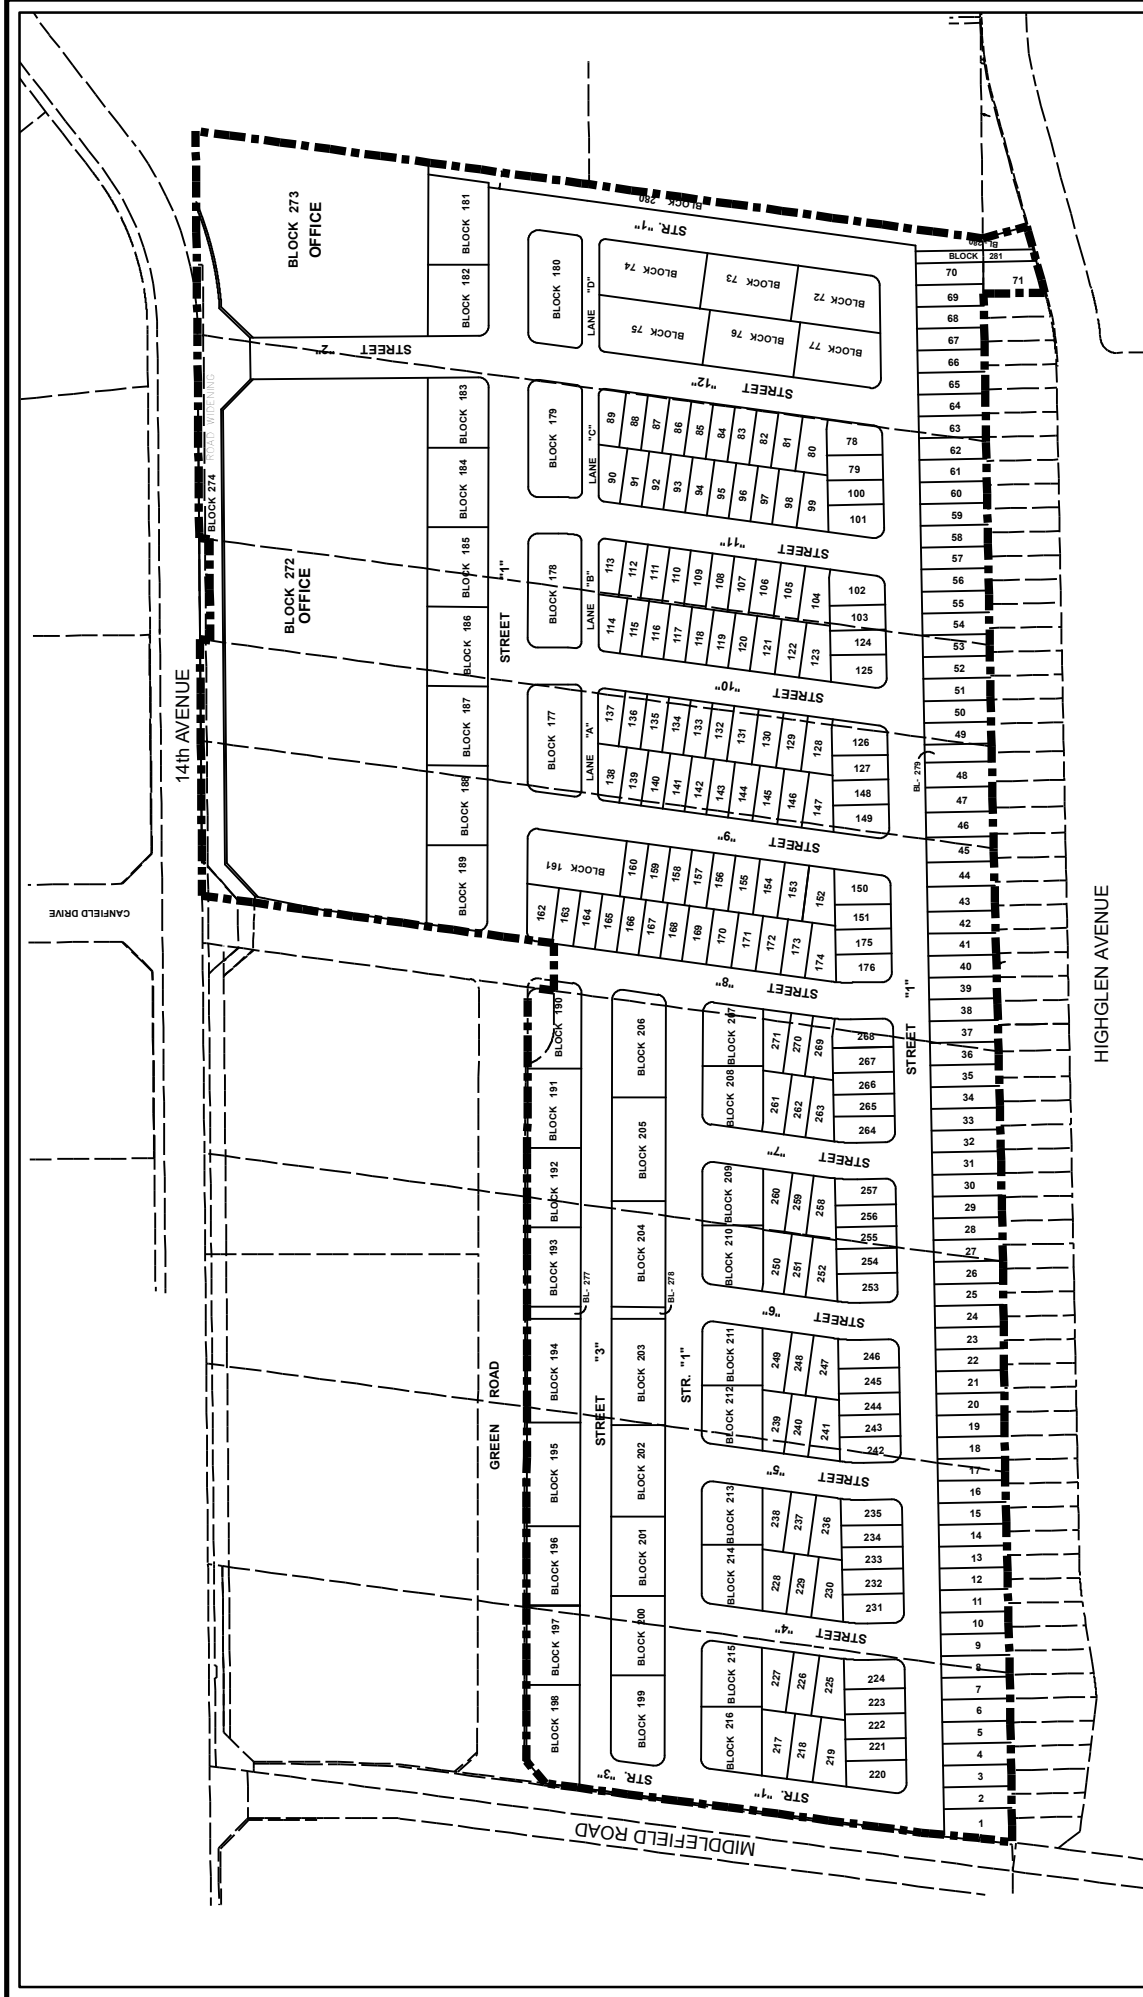 BLOCK 273
OFFICE
BLOCK 181
BLOCK 182
BLOCK 280
STR. "1"
BLOCK 180
LANE "D"
BLOCK 74
BLOCK 73
BLOCK 72
BLOCK 75
BLOCK 76
BLOCK 77
BL- 280
BLOCK 281
70
71
69
68
67
66
65
64
63
62
61
60
59
58
57
56
55
54
53
52
51
50
49
BL- 279
48
47
46
45
44
43
42
41
40
39
38
37
36
35
34
33
32
31
30
29
28
27
26
25
24
23
22
21
20
19
18
17
16
15
14
13
12
11
10
9
8
7
6
5
4
3
2
1
STREET "2"
STREET "12"
BLOCK 274
ROAD WIDENING
BLOCK 272
OFFICE
14th AVENUE
CANFIELD DRIVE
BLOCK 183
BLOCK 184
BLOCK 185
BLOCK 186
BLOCK 187
BLOCK 188
BLOCK 189
STREET "1"
BLOCK 179
LANE "C"
89
88
87
86
85
84
83
82
81
80
90
91
92
93
94
95
96
97
98
99
78
79
100
101
STREET "11"
BLOCK 178
LANE "B"
113
112
111
110
109
108
107
106
105
104
114
115
116
117
118
119
120
121
122
123
102
103
124
125
STREET "10"
BLOCK 177
LANE "A"
137
136
135
134
133
132
131
130
129
128
138
139
140
141
142
143
144
145
146
147
126
127
148
149
STREET "9"
BLOCK 161
160
159
158
157
156
155
154
153
152
162
163
164
165
166
167
168
169
170
171
172
173
174
150
151
175
176
STREET "8"
STREET "1"
HIGHGLEN AVENUE
BLOCK 190
BLOCK 191
BLOCK 192
BLOCK 193
BL- 277
BLOCK 194
BLOCK 195
BLOCK 196
BLOCK 197
BLOCK 198
GREEN ROAD
STREET "3"
BLOCK 206
BLOCK 205
BLOCK 204
BL- 278
BLOCK 203
BLOCK 202
BLOCK 201
BLOCK 200
BLOCK 199
STR. "1"
BLOCK 207
BLOCK 208
271
270
269
261
262
263
268
267
266
265
264
STREET "7"
BLOCK 209
BLOCK 210
260
259
258
250
251
252
257
256
255
254
253
STREET "6"
BLOCK 211
BLOCK 212
249
248
247
239
240
241
246
245
244
243
242
STREET "5"
BLOCK 213
BLOCK 214
238
237
236
228
229
230
235
234
233
232
231
STREET "4"
BLOCK 215
BLOCK 216
227
226
225
217
218
219
224
223
222
221
220
STR. "3"
STR. "1"
MIDDLEFIELD ROAD